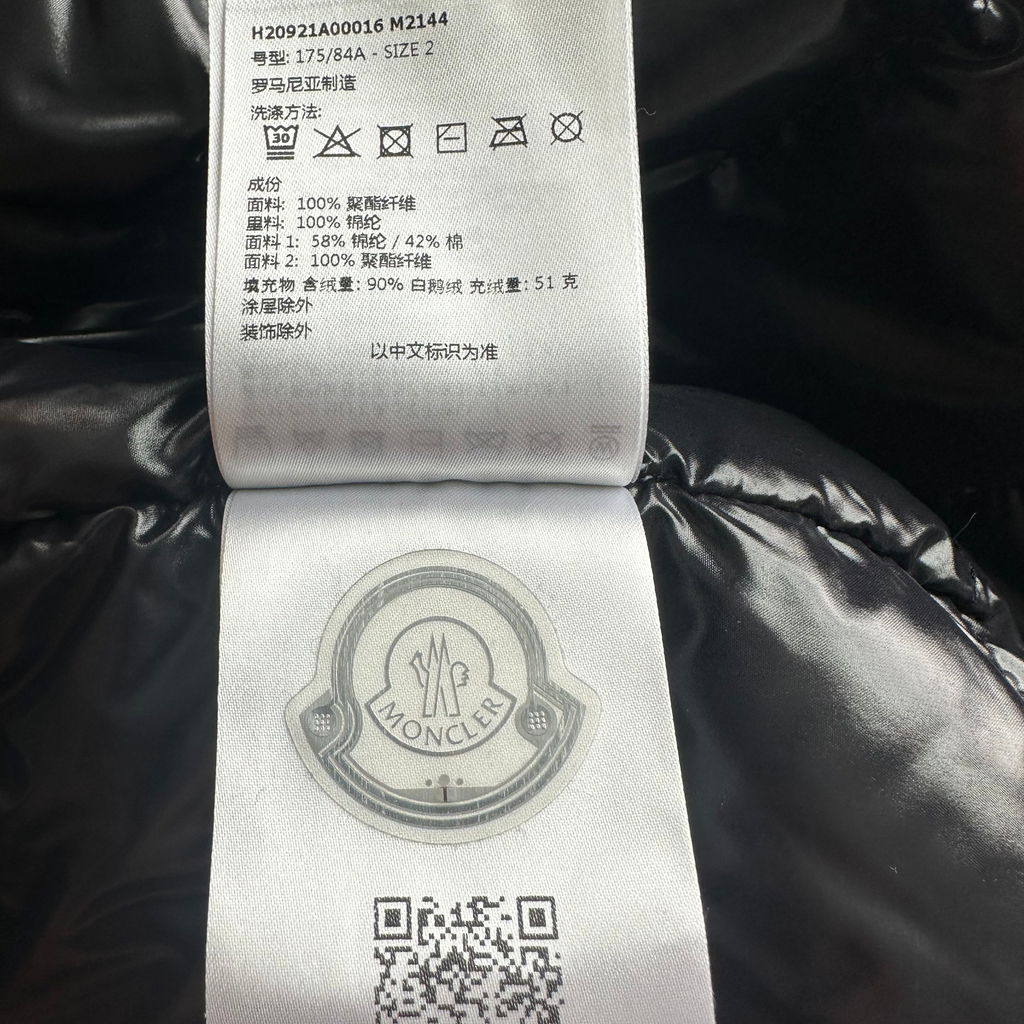 H20921A00016 M2144
号型: 175/84A - SIZE 2
罗马尼亚制造
洗涤方法:
30
成份
面料: 100% 聚酯纤维
里料: 100% 锦纶
面料 1: 58% 锦纶 / 42% 棉
面料 2: 100% 聚酯纤维
填充物 含绒量: 90% 白鹅绒 充绒量: 51 克
涂层除外
装饰除外
以中文标识为准
MONCLER